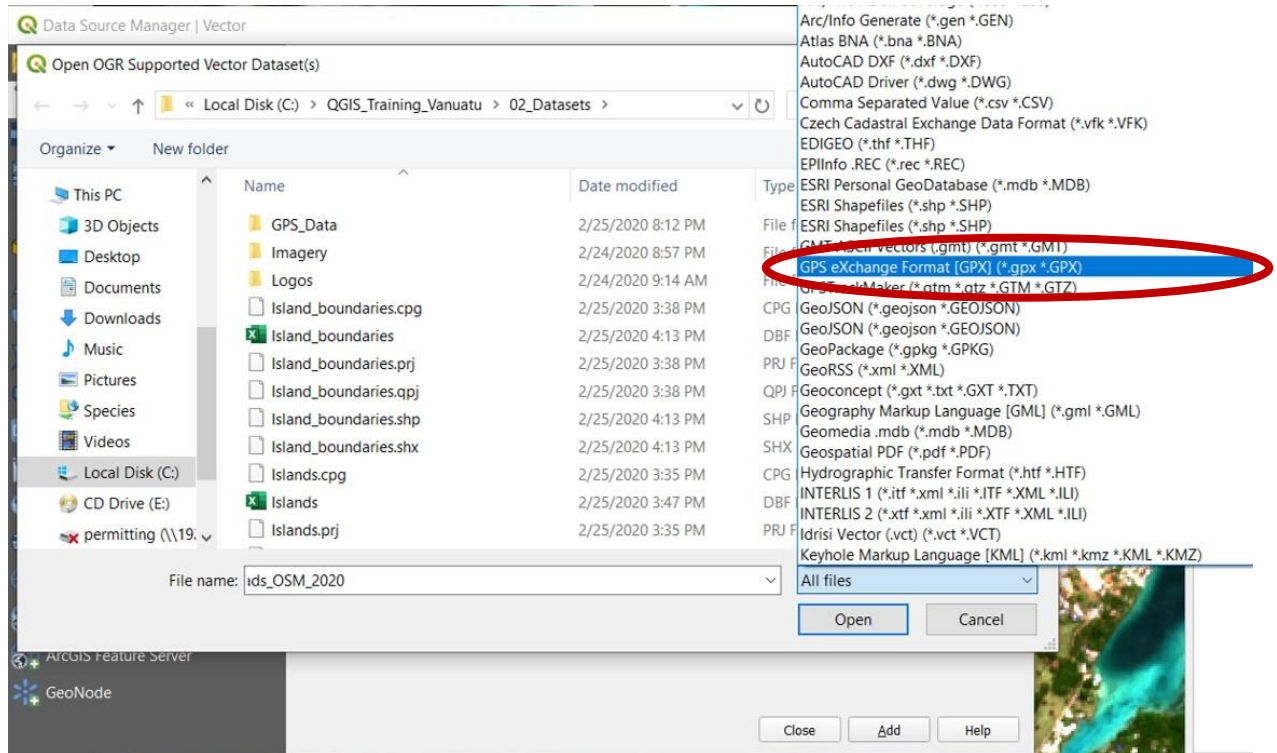 Data Source Manager | Vector
Open OGR Supported Vector Dataset(s)
« Local Disk (C:) > QGIS_Training_Vanuatu > 02_Datasets >
Organize
New folder
This PC
3D Objects
Desktop
Documents
Downloads
Music
Pictures
Species
Videos
Local Disk (C:)
CD Drive (E:)
permitting (\\19
Name Date modified Type
GPS_Data 2/25/2020 8:12 PM File f
Imagery 2/24/2020 8:57 PM
Logos 2/24/2020 9:14 AM
Island_boundaries.cpg 2/25/2020 3:38 PM CPG
Island_boundaries 2/25/2020 4:13 PM DBF
Island_boundaries.prj 2/25/2020 3:38 PM PRJ F
Island_boundaries.qpj 2/25/2020 3:38 PM QPJ F
Island_boundaries.shp 2/25/2020 4:13 PM SHP
Island_boundaries.shx 2/25/2020 4:13 PM SHX
Islands.cpg 2/25/2020 3:35 PM CPG
Islands 2/25/2020 3:47 PM DBF
Islands.prj 2/25/2020 3:35 PM PRJ F
Arc/Info Generate (*.gen *.GEN)
Atlas BNA (*.bna *.BNA)
AutoCAD DXF (*.dxf *.DXF)
AutoCAD Driver (*.dwg *.DWG)
Comma Separated Value (*.csv *.CSV)
Czech Cadastral Exchange Data Format (*.vfk *.VFK)
EDIGEO (*.thf *.THF)
EPIInfo .REC (*.rec *.REC)
ESRI Personal GeoDatabase (*.mdb *.MDB)
ESRI Shapefiles (*.shp *.SHP)
ESRI Shapefiles (*.shp *.SHP)
GMT ASCII Vectors (.gmt) (*.gmt *.GMT)
GPS eXchange Format [GPX] (*.gpx *.GPX)
GPSTrackMaker (*.gtm *.gtz *.GTM *.GTZ)
GeoJSON (*.geojson *.GEOJSON)
GeoJSON (*.geojson *.GEOJSON)
GeoPackage (*.gpkg *.GPKG)
GeoRSS (*.xml *.XML)
Geoconcept (*.gxt *.txt *.GXT *.TXT)
Geography Markup Language [GML] (*.gml *.GML)
Geomedia .mdb (*.mdb *.MDB)
Geospatial PDF (*.pdf *.PDF)
Hydrographic Transfer Format (*.htf *.HTF)
INTERLIS 1 (*.itf *.xml *.ili *.ITF *.XML *.ILI)
INTERLIS 2 (*.xtf *.xml *.ili *.XTF *.XML *.ILI)
Idrisi Vector (.vct) (*.vct *.VCT)
Keyhole Markup Language [KML] (*.kml *.kmz *.KML *.KMZ)
File name: ds_OSM_2020
All files
Open Cancel
ArcGIS Feature Server
GeoNode
Close Add Help